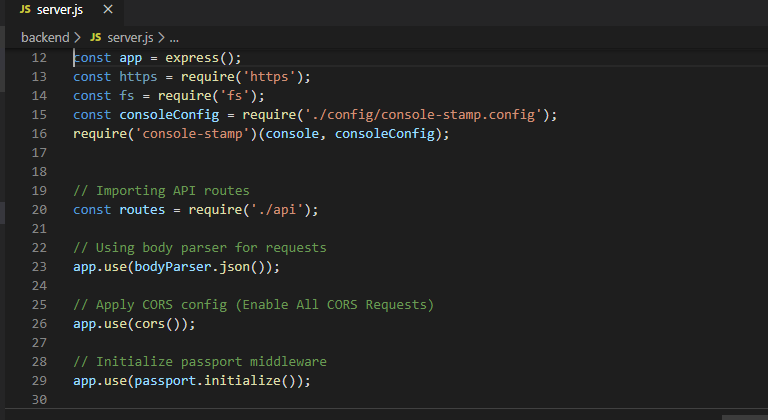 JS server.js ×
backend > JS server.js > ...
12 const app = express();
13 const https = require('https');
14 const fs = require('fs');
15 const consoleConfig = require('./config/console-stamp.config');
16 require('console-stamp')(console, consoleConfig);
17
18
19 // Importing API routes
20 const routes = require('./api');
21
22 // Using body parser for requests
23 app.use(bodyParser.json());
24
25 // Apply CORS config (Enable All CORS Requests)
26 app.use(cors());
27
28 // Initialize passport middleware
29 app.use(passport.initialize());
30